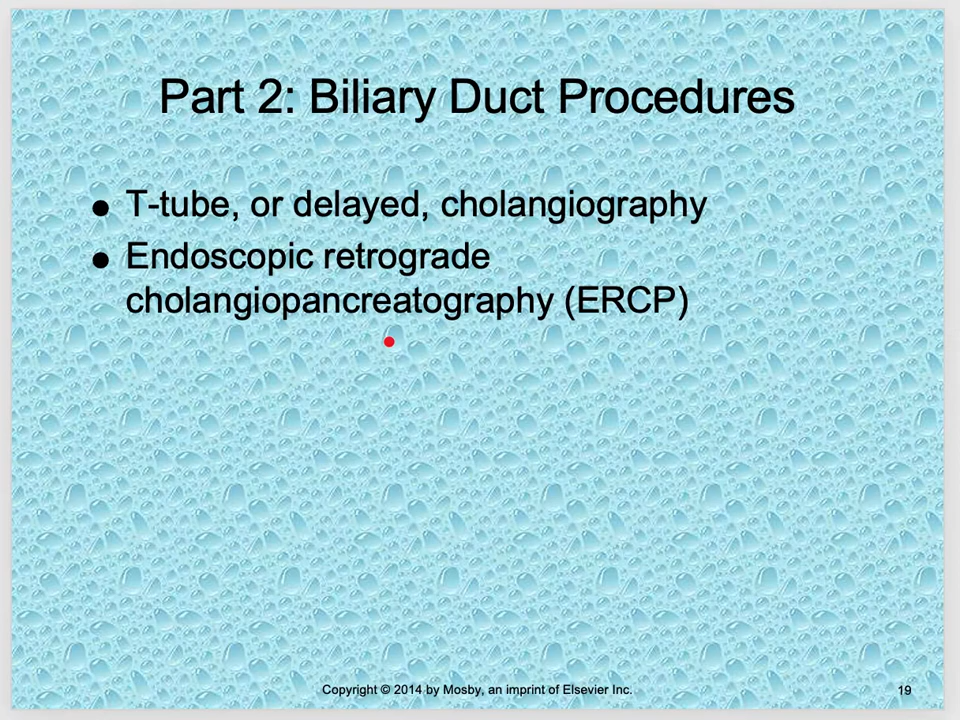 Part 2: Biliary Duct Procedures
● T-tube, or delayed, cholangiography
● Endoscopic retrograde
cholangiopancreatography (ERCP)
Copyright © 2014 by Mosby, an imprint of Elsevier Inc.
19